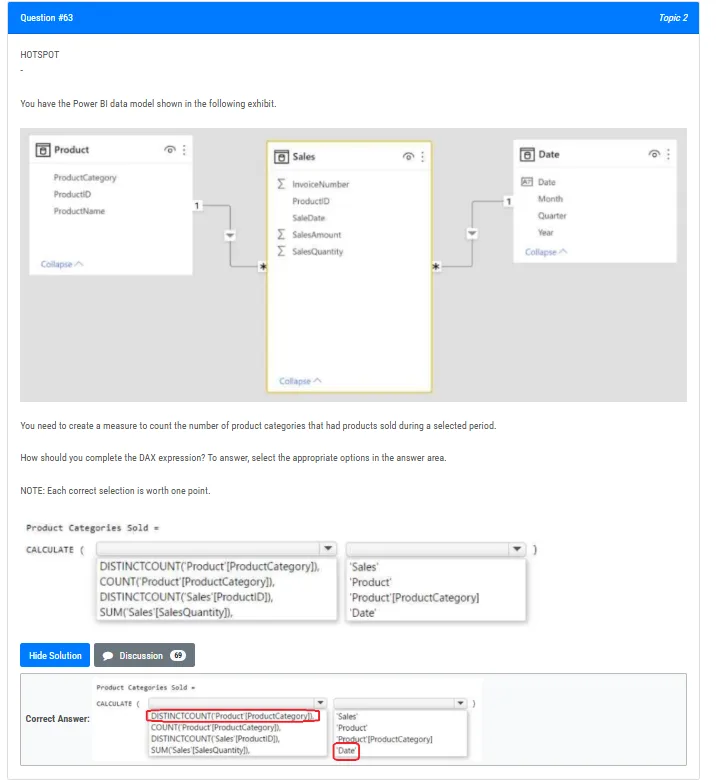 Question #63
Topic 2
HOTSPOT
-
You have the Power BI data model shown in the following exhibit.
Product
ProductCategory
ProductID
ProductName
Collapse
1
*
Sales
InvoiceNumber
ProductID
SaleDate
SalesAmount
SalesQuantity
Collapse
*
1
Date
Date
Month
Quarter
Year
Collapse
You need to create a measure to count the number of product categories that had products sold during a selected period.
How should you complete the DAX expression? To answer, select the appropriate options in the answer area.
NOTE: Each correct selection is worth one point.
Product Categories Sold =
CALCULATE ( )
DISTINCTCOUNT('Product'[ProductCategory]),
COUNT('Product'[ProductCategory]),
DISTINCTCOUNT('Sales'[ProductID]),
SUM('Sales'[SalesQuantity]),
'Sales'
'Product'
'Product'[ProductCategory]
'Date'
Hide Solution
Discussion 69
Correct Answer:
Product Categories Sold =
CALCULATE ( )
DISTINCTCOUNT('Product'[ProductCategory]),
COUNT('Product'[ProductCategory]),
DISTINCTCOUNT('Sales'[ProductID]),
SUM('Sales'[SalesQuantity]),
'Sales'
'Product'
'Product'[ProductCategory]
'Date'